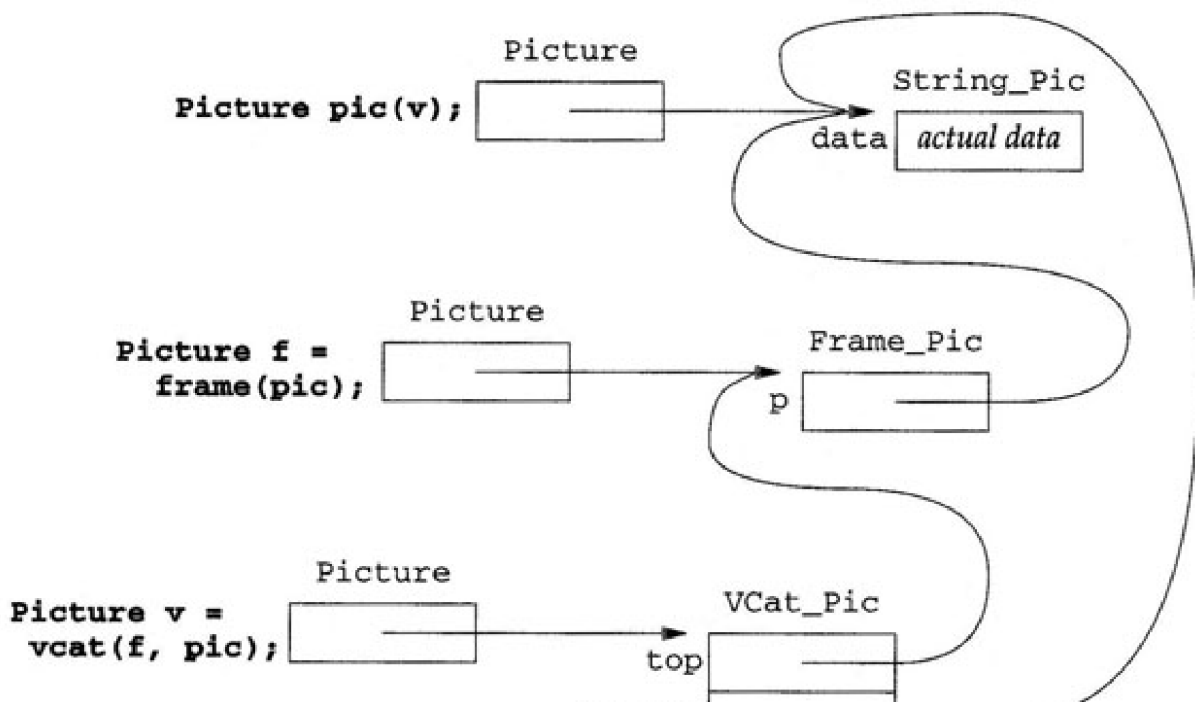 Picture
String_Pic
Picture pic(v);
data
actual data
Picture
Frame_Pic
Picture f =
frame(pic);
p
Picture
VCat_Pic
Picture v =
vcat(f, pic);
top